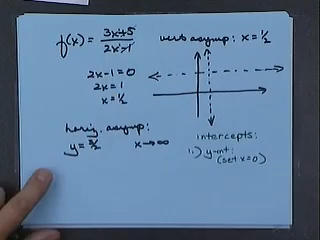 f(x) = 3x+5 / 2x-1
vert. asymp: x = 1/2
2x - 1 = 0
2x = 1
x = 1/2
horiz. asymp:
y = 3/2 x → ∞
intercepts:
1.) y-int:
(set x=0)